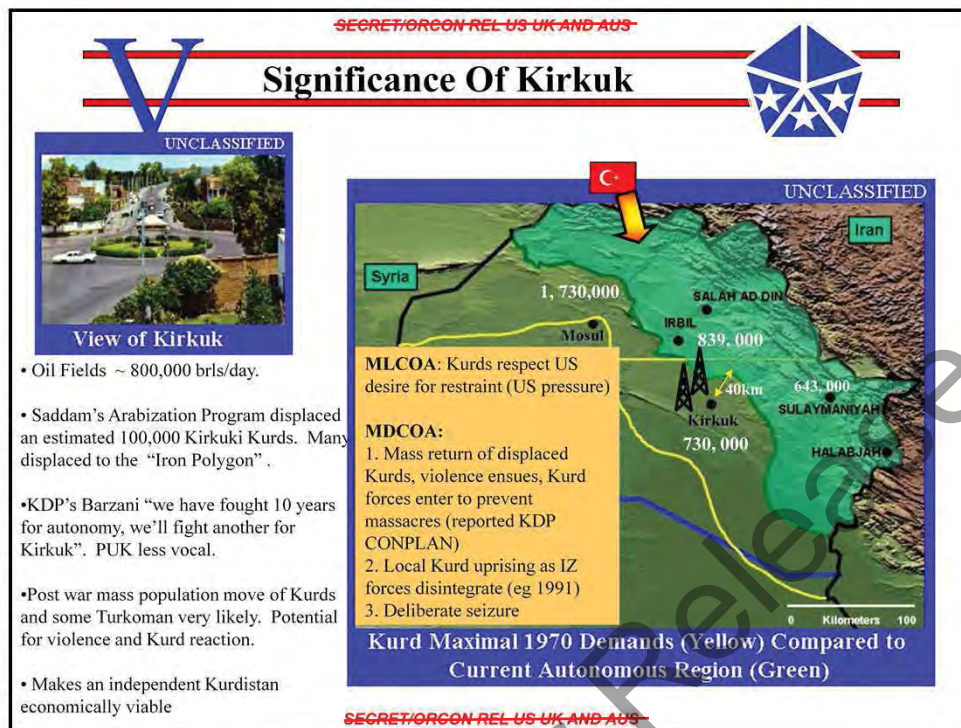 SECRET/ORCON REL US UK AND AUS
V
Significance Of Kirkuk
UNCLASSIFIED
View of Kirkuk
• Oil Fields ~ 800,000 brls/day.
• Saddam's Arabization Program displaced
an estimated 100,000 Kirkuki Kurds. Many
displaced to the "Iron Polygon" .
•KDP's Barzani "we have fought 10 years
for autonomy, we'll fight another for
Kirkuk". PUK less vocal.
•Post war mass population move of Kurds
and some Turkoman very likely. Potential
for violence and Kurd reaction.
• Makes an independent Kurdistan
economically viable
UNCLASSIFIED
Iran
Syria
1, 730,000
SALAH AD DIN
Mosul
IRBIL
839, 000
40km
643, 000
Kirkuk
SULAYMANIYAH
730, 000
HALABJAH
MLCOA: Kurds respect US
desire for restraint (US pressure)
MDCOA:
1. Mass return of displaced
Kurds, violence ensues, Kurd
forces enter to prevent
massacres (reported KDP
CONPLAN)
2. Local Kurd uprising as IZ
forces disintegrate (eg 1991)
3. Deliberate seizure
0 Kilometers 100
Kurd Maximal 1970 Demands (Yellow) Compared to
Current Autonomous Region (Green)
SECRET/ORCON REL US UK AND AUS
Release